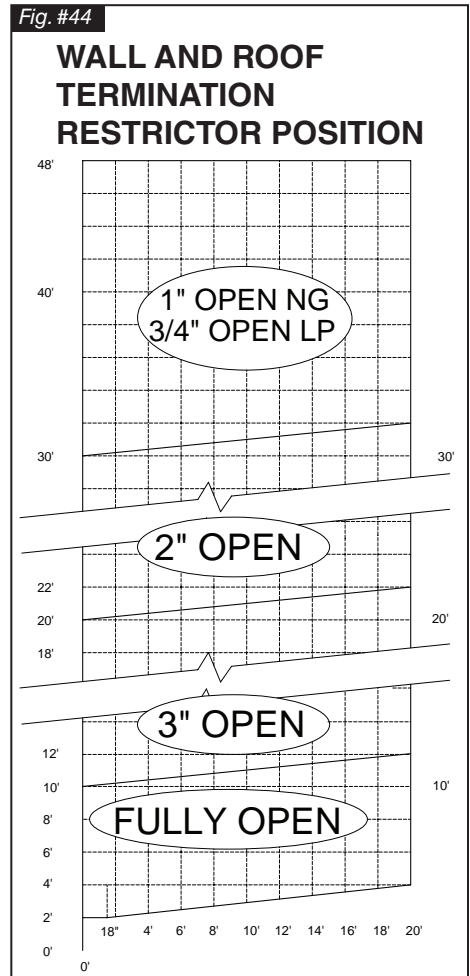 Fig. #44
WALL AND ROOF
TERMINATION
RESTRICTOR POSITION
48'
40'
1" OPEN NG
3/4" OPEN LP
30'
30'
2" OPEN
22'
20'
20'
18'
3" OPEN
12'
10'
10'
8'
FULLY OPEN
6'
4'
2'
18" 4' 6' 8' 10' 12' 14' 16' 18' 20'
0'
0'